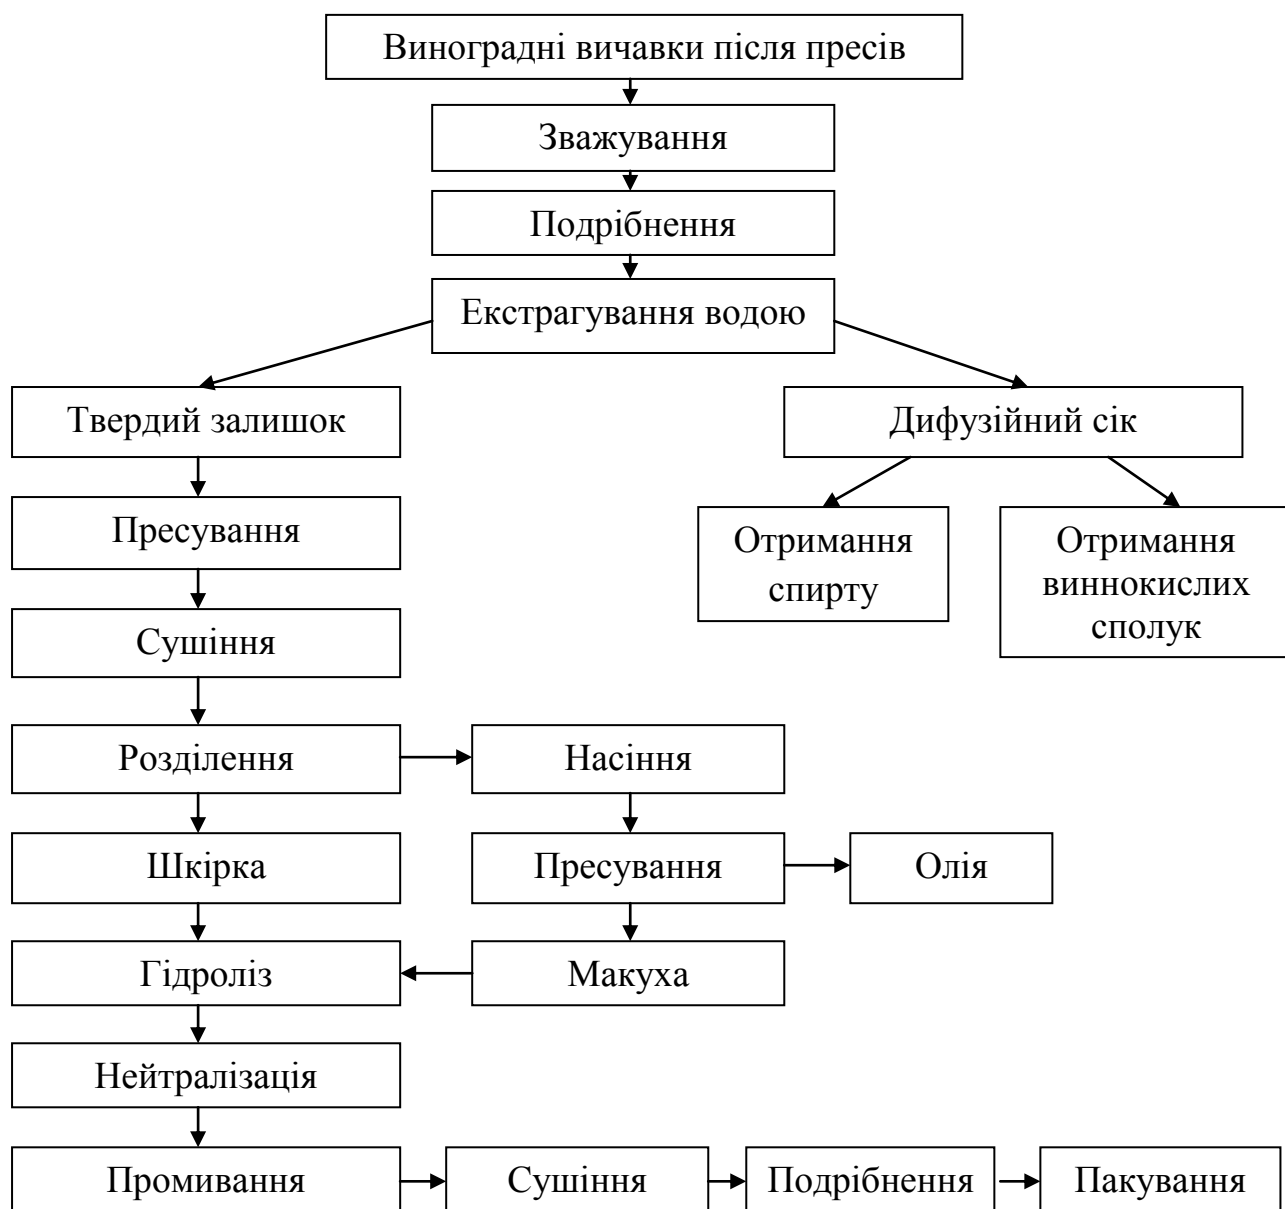 Виноградні вичавки після пресів
Зважування
Подрібнення
Екстрагування водою
Твердий залишок
Дифузійний сік
Пресування
Отримання
спирту
Отримання
виннокислих
сполук
Сушіння
Розділення
Насіння
Шкірка
Пресування
Олія
Гідроліз
Макуха
Нейтралізація
Промивання
Сушіння
Подрібнення
Пакування